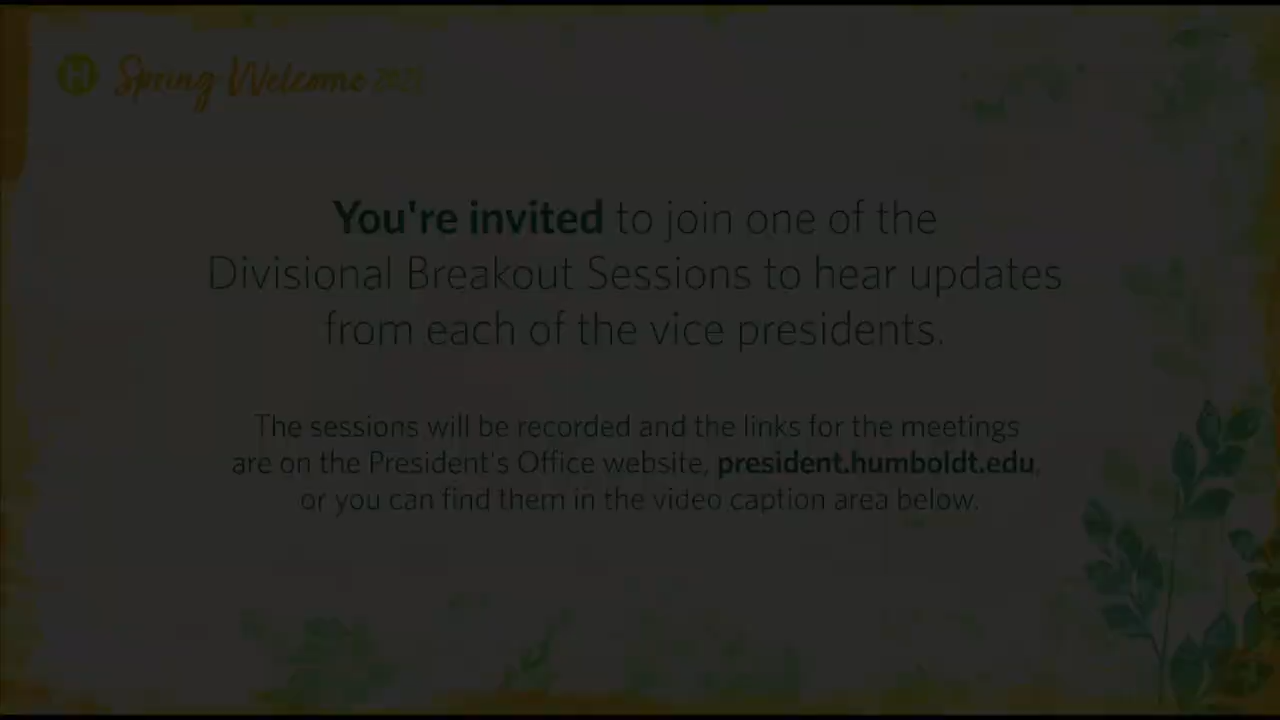 H Spring Welcome
You're invited to join one of the
Divisional Breakout Sessions to hear updates
from each of the vice presidents.
The sessions will be recorded and the links for the meetings
are on the President's Office website, president.humboldt.edu,
or you can find them in the video caption area below.